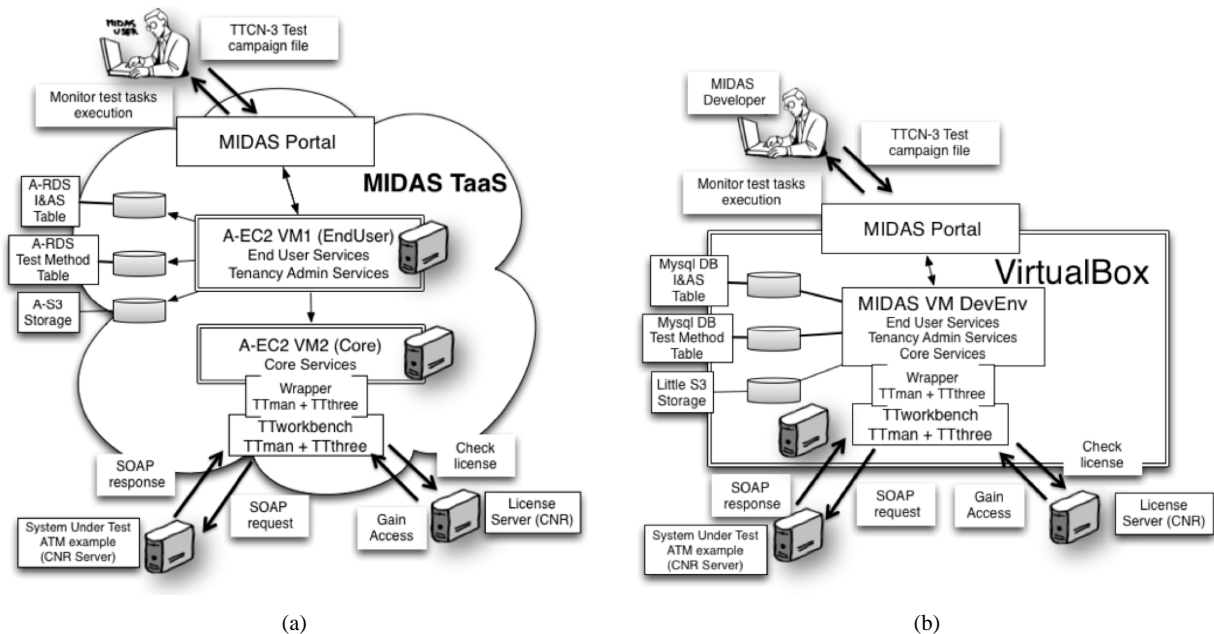 MIDAS
USER
TTCN-3 Test
campaign file
Monitor test tasks
execution
MIDAS Portal
MIDAS TaaS
A-RDS
I&AS
Table
A-RDS
Test Method
Table
A-S3
Storage
A-EC2 VM1 (EndUser)
End User Services
Tenancy Admin Services
A-EC2 VM2 (Core)
Core Services
Wrapper
TTman + TTthree
TTworkbench
TTman + TTthree
SOAP
response
SOAP
request
Check
license
Gain
Access
License
Server (CNR)
System Under Test
ATM example
(CNR Server)
(a)
MIDAS
Developer
TTCN-3 Test
campaign file
Monitor test tasks
execution
MIDAS Portal
VirtualBox
Mysql DB
I&AS
Table
Mysql DB
Test Method
Table
Little S3
Storage
MIDAS VM DevEnv
End User Services
Tenancy Admin Services
Core Services
Wrapper
TTman + TTthree
TTworkbench
TTman + TTthree
Check
license
SOAP
response
SOAP
request
Gain
Access
License
Server (CNR)
System Under Test
ATM example
(CNR Server)
(b)